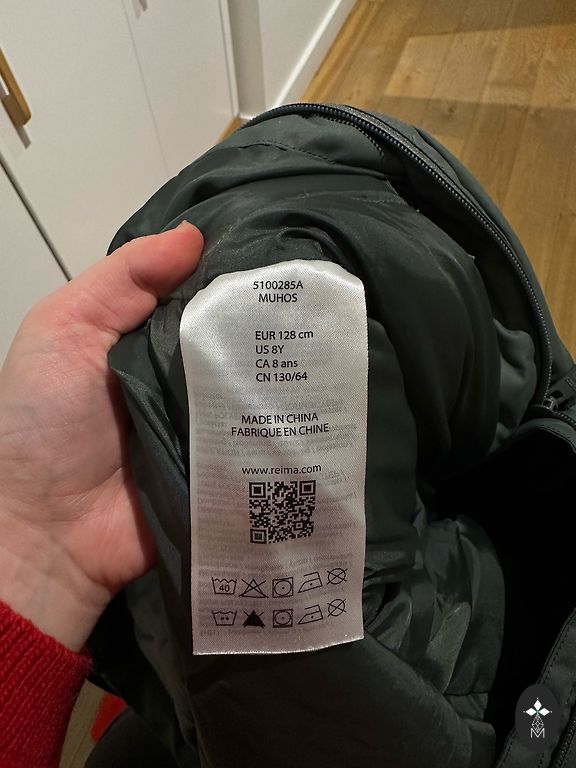 5100285A
MUHOS
EUR 128 cm
US 8Y
CA 8 ans
CN 130/64
MADE IN CHINA
FABRIQUE EN CHINE
www.reima.com
40
M